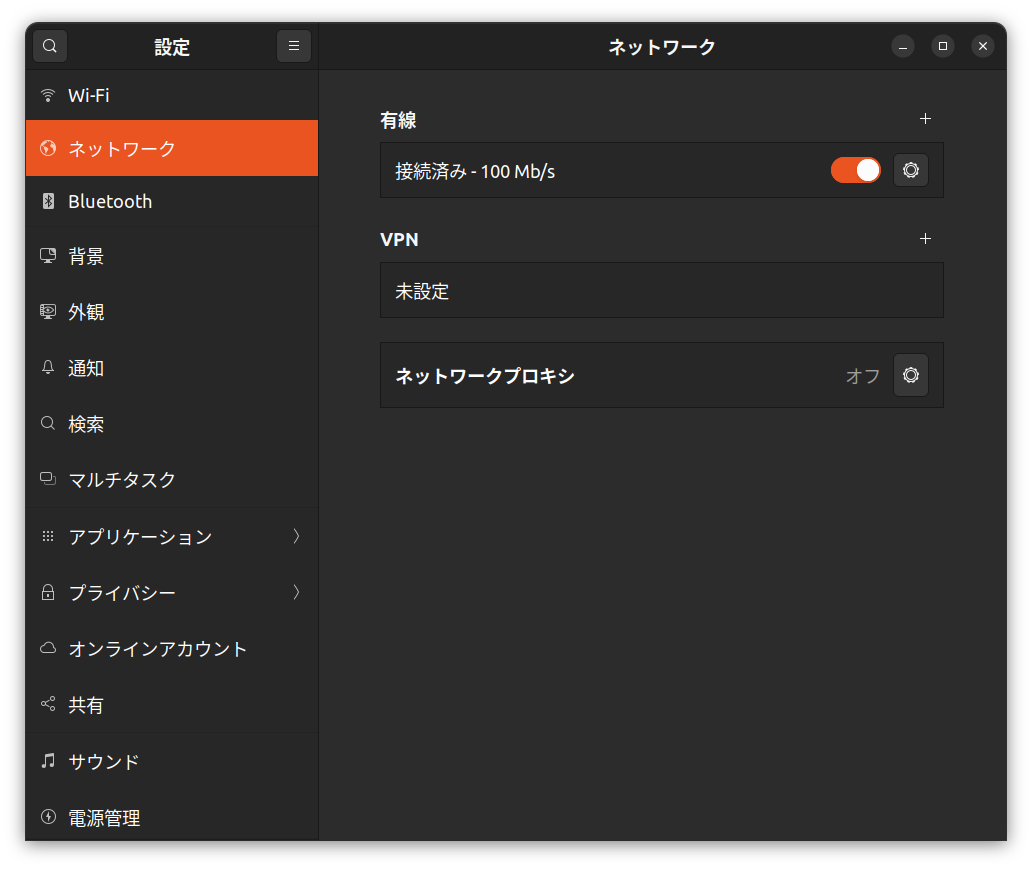 設定
ネットワーク
Wi-Fi
ネットワーク
Bluetooth
背景
外観
通知
検索
マルチタスク
アプリケーション
プライバシー
オンラインアカウント
共有
サウンド
電源管理
有線
接続済み - 100 Mb/s
VPN
未設定
ネットワークプロキシ オフ